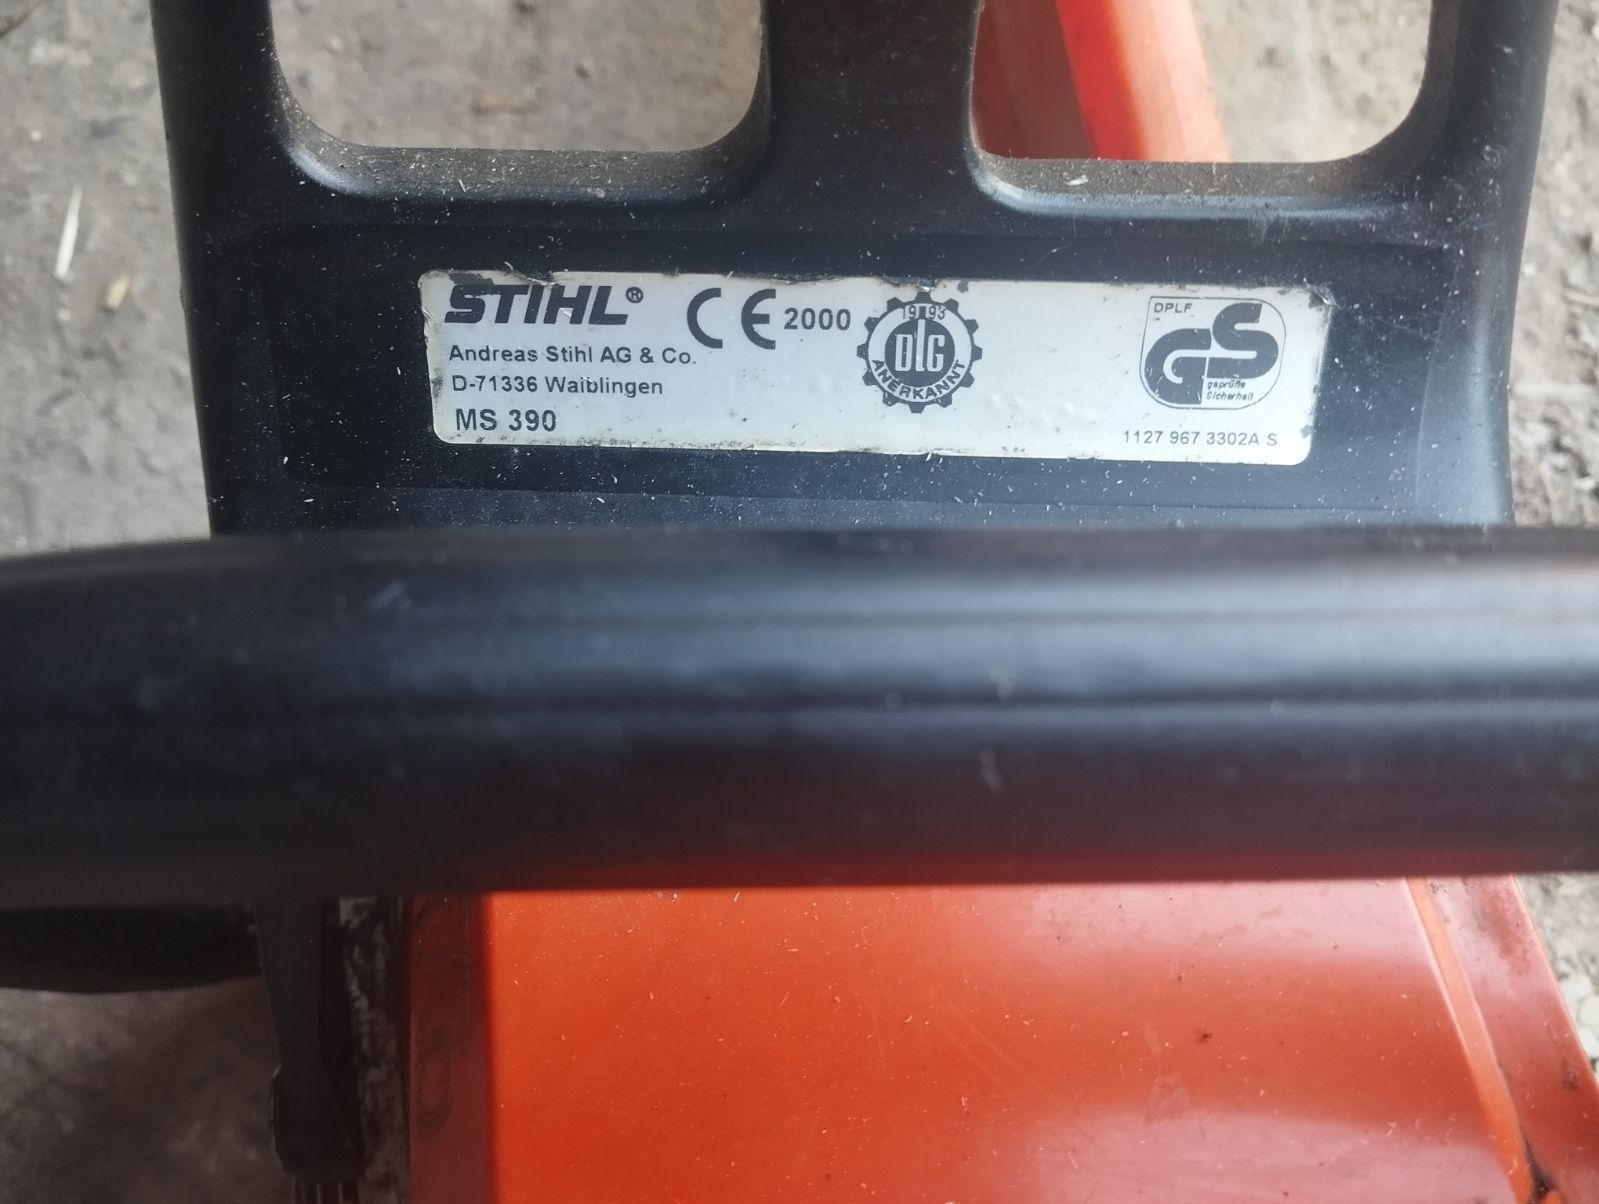 STIHL® CE 2000
Andreas Stihl AG & Co.
D-71336 Waiblingen
MS 390
1993
DLG
ANERKANNT
DPLF
GS
geprüfte
Sicherheit
1127 967 3302A S